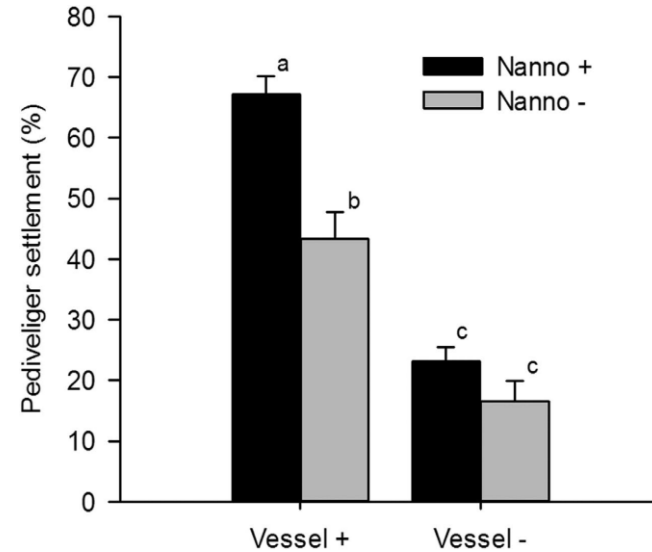 Pediveliger settlement (%)
80
70
60
50
40
30
20
10
0
a
b
c
c
Nanno +
Nanno -
Vessel +
Vessel -